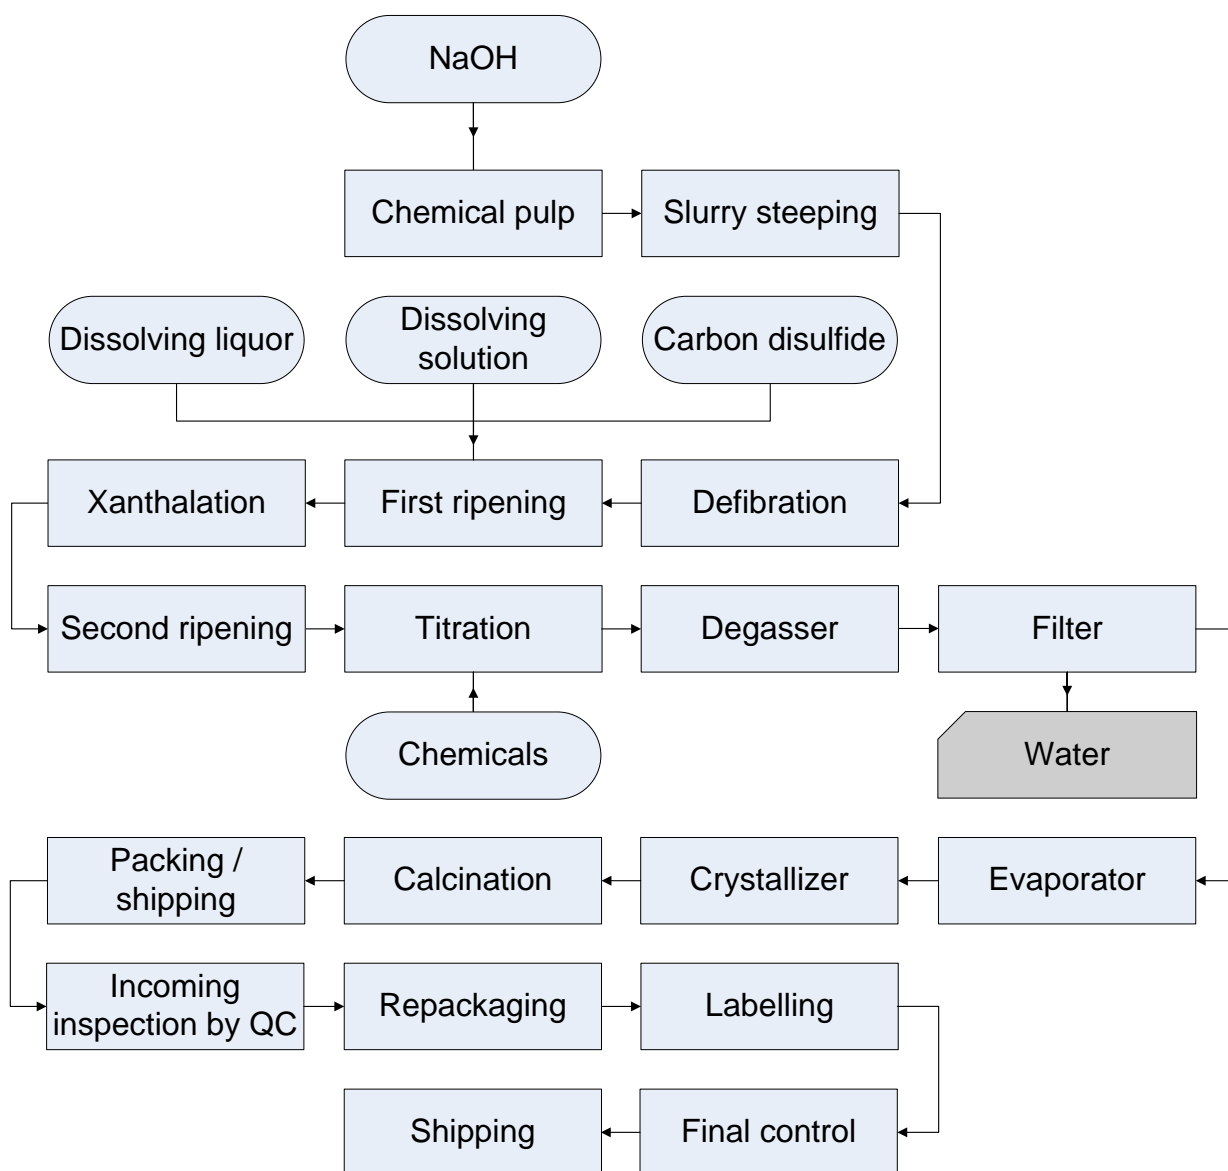 NaOH
Chemical pulp
Slurry steeping
Dissolving liquor
Dissolving
solution
Carbon disulfide
Xanthalation
First ripening
Defibration
Second ripening
Titration
Degasser
Filter
Chemicals
Water
Packing /
shipping
Calcination
Crystallizer
Evaporator
Incoming
inspection by QC
Repackaging
Labelling
Shipping
Final control